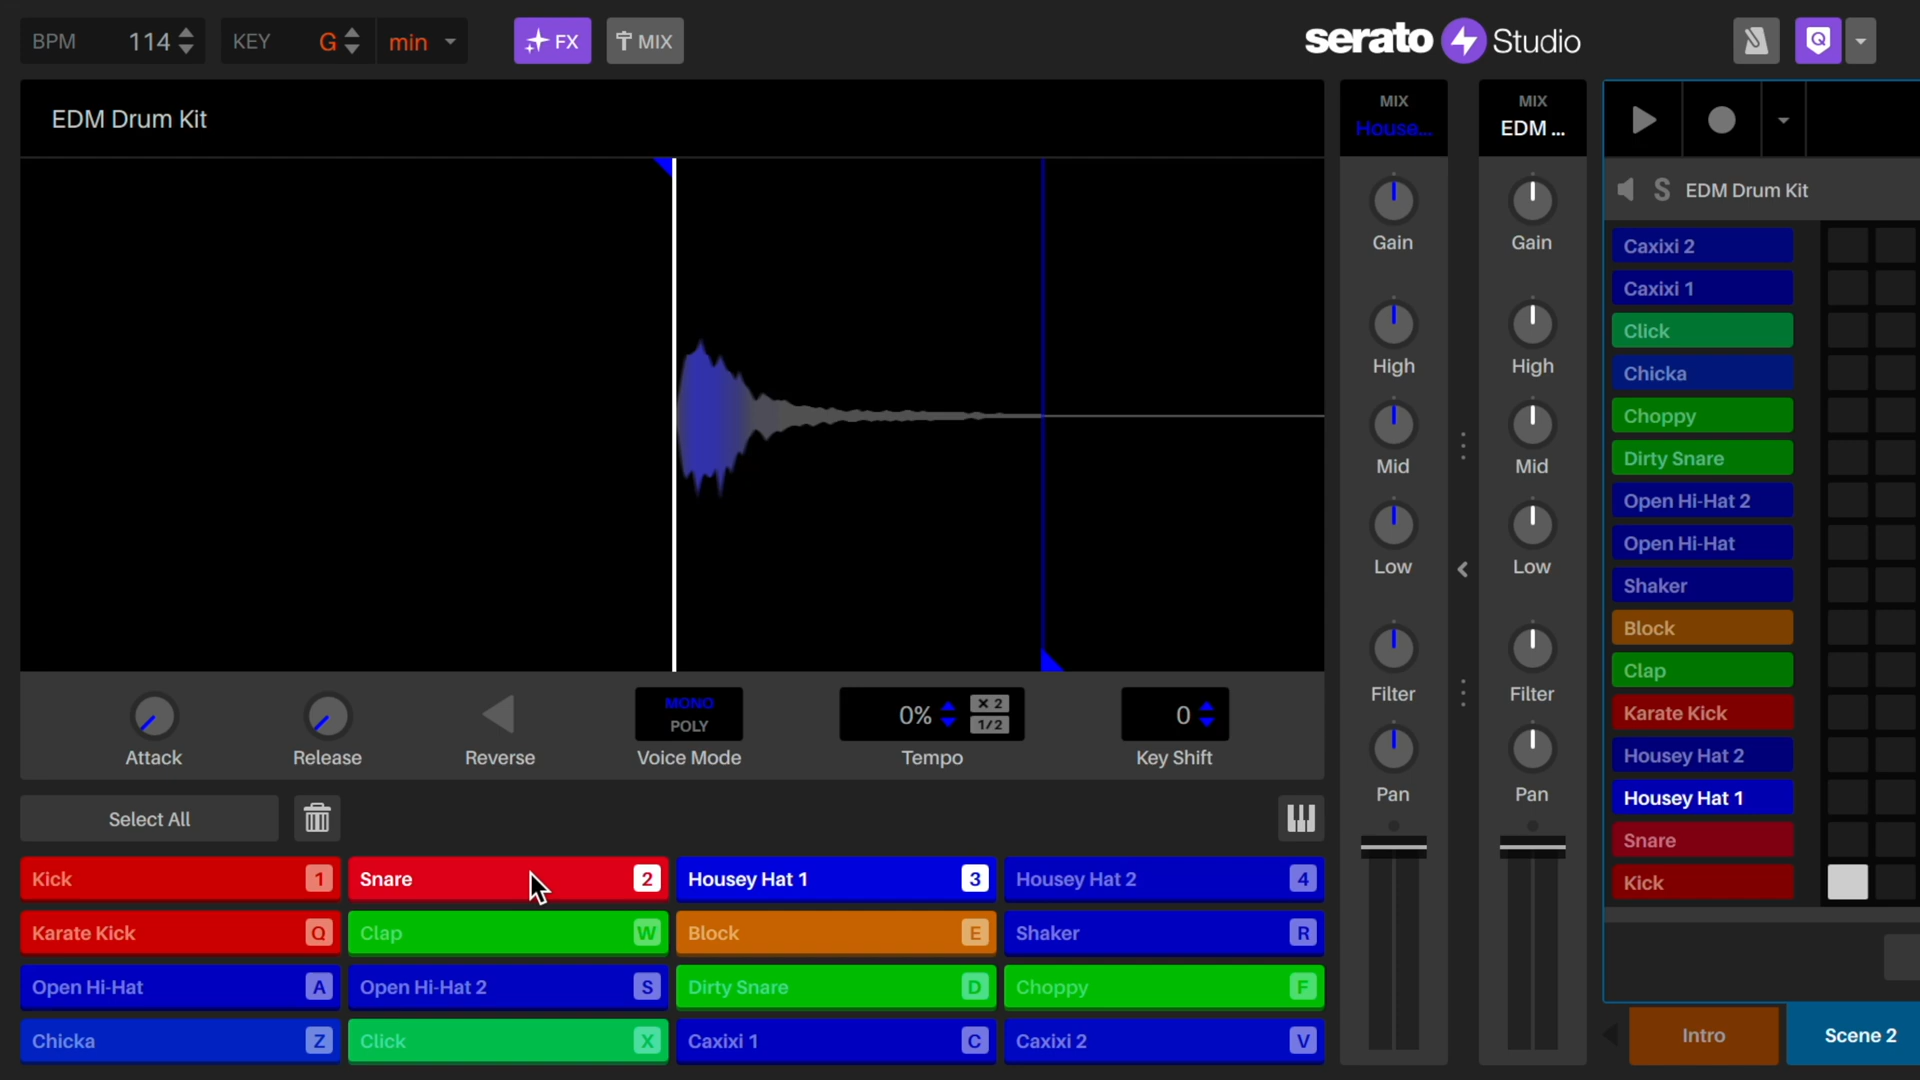 BPM 114 KEY G min FX MIX serato Studio Q
EDM Drum Kit
MIX
House...
MIX
EDM ...
S EDM Drum Kit
Gain
High
Mid
Low
Filter
Pan
Gain
High
Mid
Low
Filter
Pan
Caxixi 2
Caxixi 1
Click
Chicka
Choppy
Dirty Snare
Open Hi-Hat 2
Open Hi-Hat
Shaker
Block
Clap
Karate Kick
Housey Hat 2
Housey Hat 1
Snare
Kick
MONO
POLY
0%
x 2
1/2
0
Attack Release Reverse Voice Mode Tempo Key Shift
Select All
Kick 1 Snare 2 Housey Hat 1 3 Housey Hat 2 4
Karate Kick Q Clap W Block E Shaker R
Open Hi-Hat A Open Hi-Hat 2 S Dirty Snare D Choppy F
Chicka Z Click X Caxixi 1 C Caxixi 2 V
Intro Scene 2